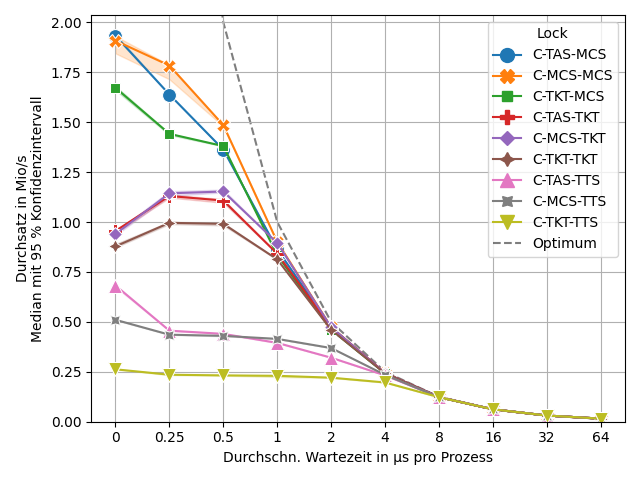 2.00
1.75
1.50
1.25
1.00
0.75
0.50
0.25
0.00
Durchsatz in Mio/s
Median mit 95 % Konfidenzintervall
Lock
C-TAS-MCS
C-MCS-MCS
C-TKT-MCS
C-TAS-TKT
C-MCS-TKT
C-TKT-TKT
C-TAS-TTS
C-MCS-TTS
C-TKT-TTS
Optimum
0 0.25 0.5 1 2 4 8 16 32 64
Durchschn. Wartezeit in µs pro Prozess